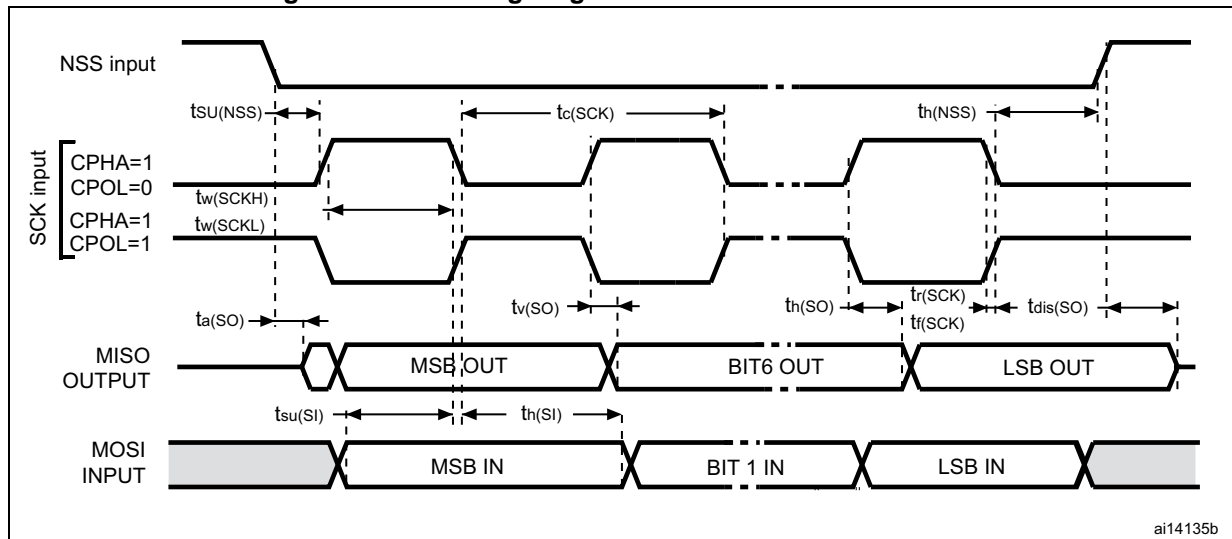 NSS input
tSU(NSS)
tc(SCK)
th(NSS)
SCK input
CPHA=1
CPOL=0
tw(SCKH)
CPHA=1
tw(SCKL)
CPOL=1
ta(SO)
tv(SO)
th(SO)
tr(SCK)
tf(SCK)
tdis(SO)
MISO
OUTPUT
MSB OUT
BIT6 OUT
LSB OUT
tsu(SI)
th(SI)
MOSI
INPUT
MSB IN
BIT 1 IN
LSB IN
ai14135b